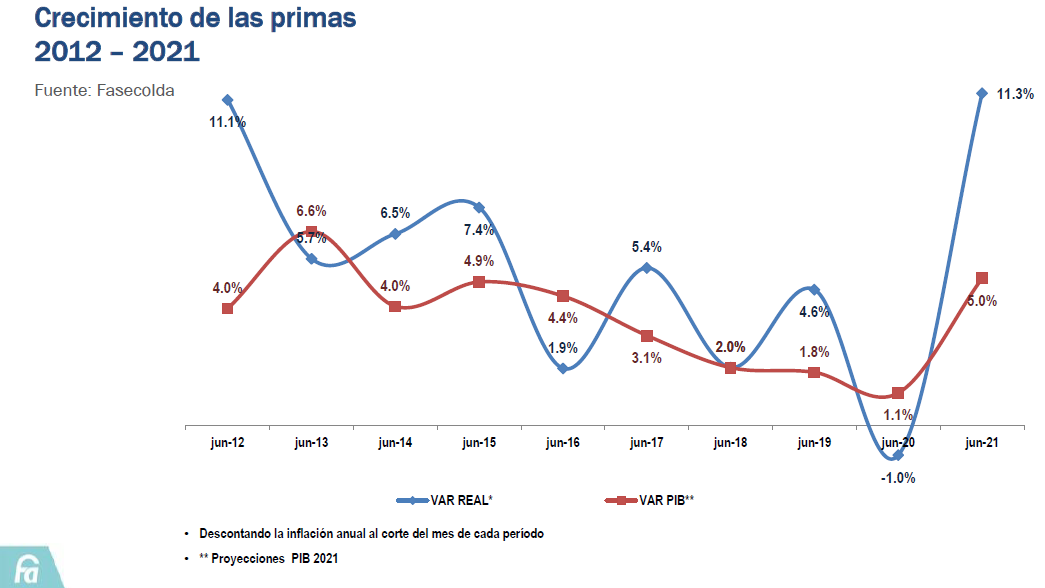 Crecimiento de las primas
2012 – 2021
Fuente: Fasecolda
11.3%
11.1%
6.6%
6.5%
5.7%
7.4%
5.4%
4.9%
4.0%
4.0%
4.6%
5.0%
4.4%
1.9%
3.1%
2.0%
1.8%
1.1%
jun-12 jun-13 jun-14 jun-15 jun-16 jun-17 jun-18 jun-19 jun-20 jun-21
-1.0%
VAR REAL* VAR PIB**
• Descontando la inflación anual al corte del mes de cada período
• ** Proyecciones PIB 2021
fa